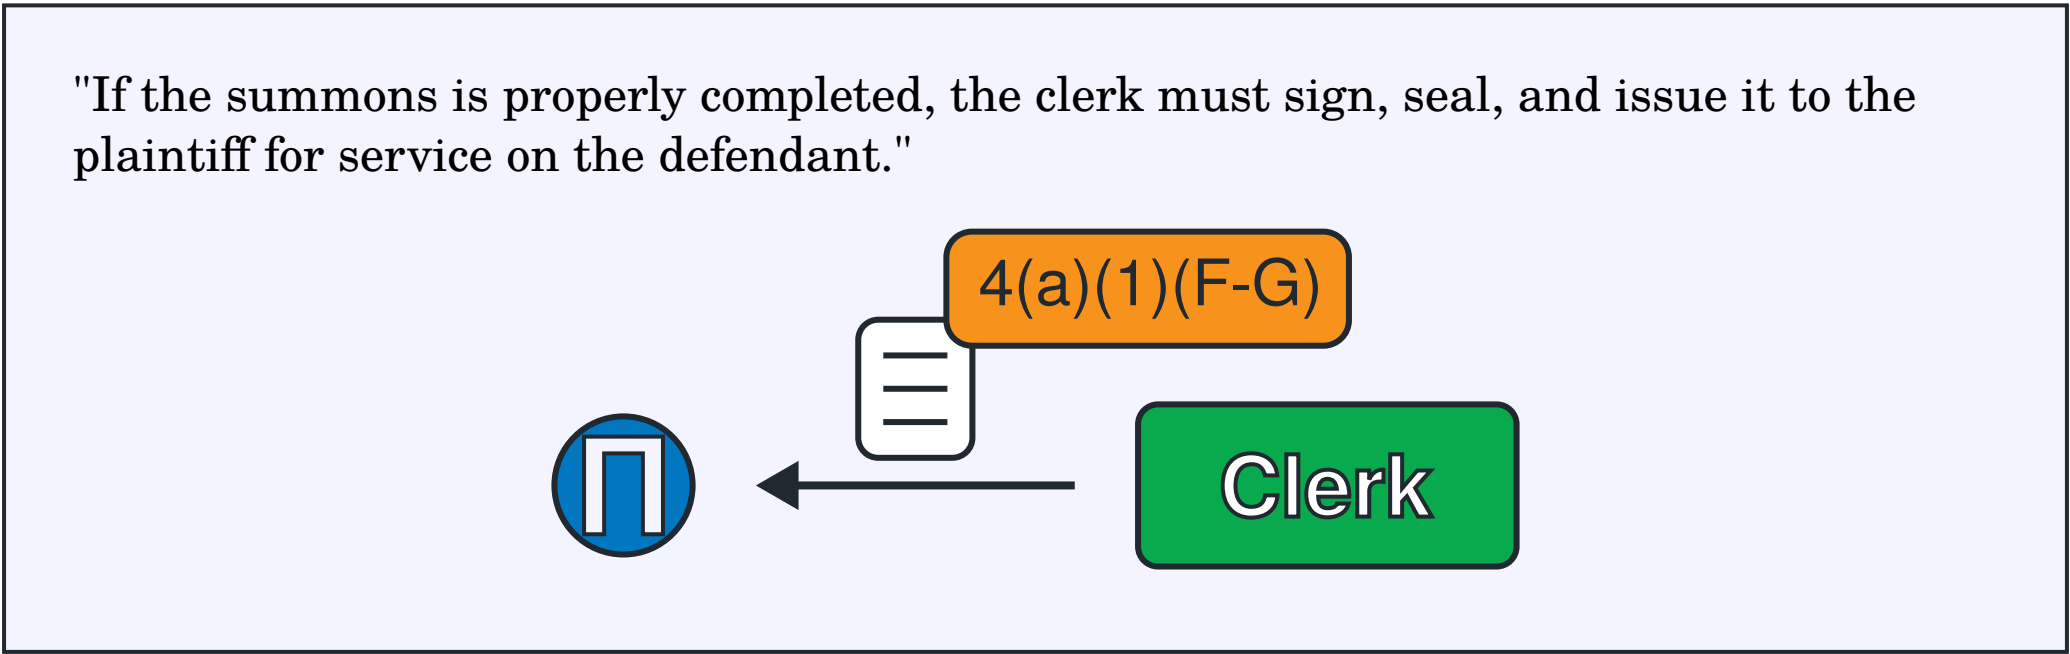 "If the summons is properly completed, the clerk must sign, seal, and issue it to the
plaintiff for service on the defendant."
4(a)(1)(F-G)
Π
Clerk